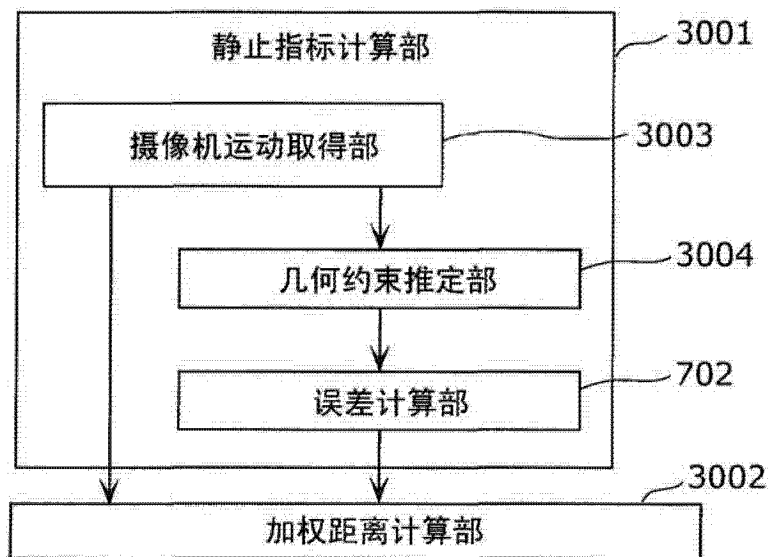 静止指标计算部
3001
摄像机运动取得部
3003
几何约束推定部
3004
误差计算部
702
加权距离计算部
3002